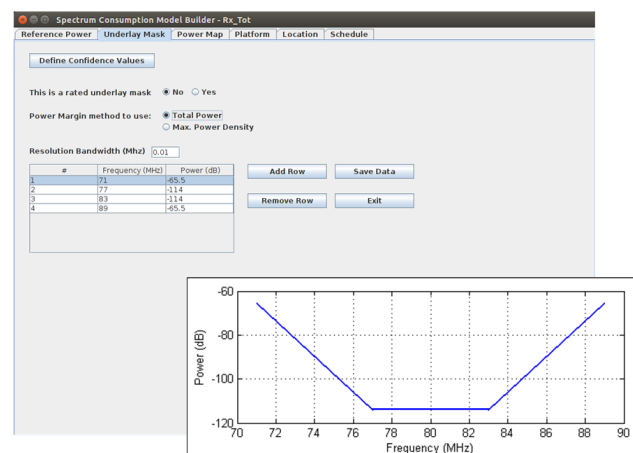 Spectrum Consumption Model Builder - Rx_Tot
Reference Power Underlay Mask Power Map Platform Location Schedule
Define Confidence Values
This is a rated underlay mask No Yes
Power Margin method to use: Total Power
Max. Power Density
Resolution Bandwidth (Mhz) 0.01
# Frequency (MHz) Power (dB)
1 71 -65.5
2 77 -114
3 83 -114
4 89 -65.5
Add Row Save Data
Remove Row Exit
-60
-80
-100
-120
Power (dB)
70 72 74 76 78 80 82 84 86 88 90
Frequency (MHz)